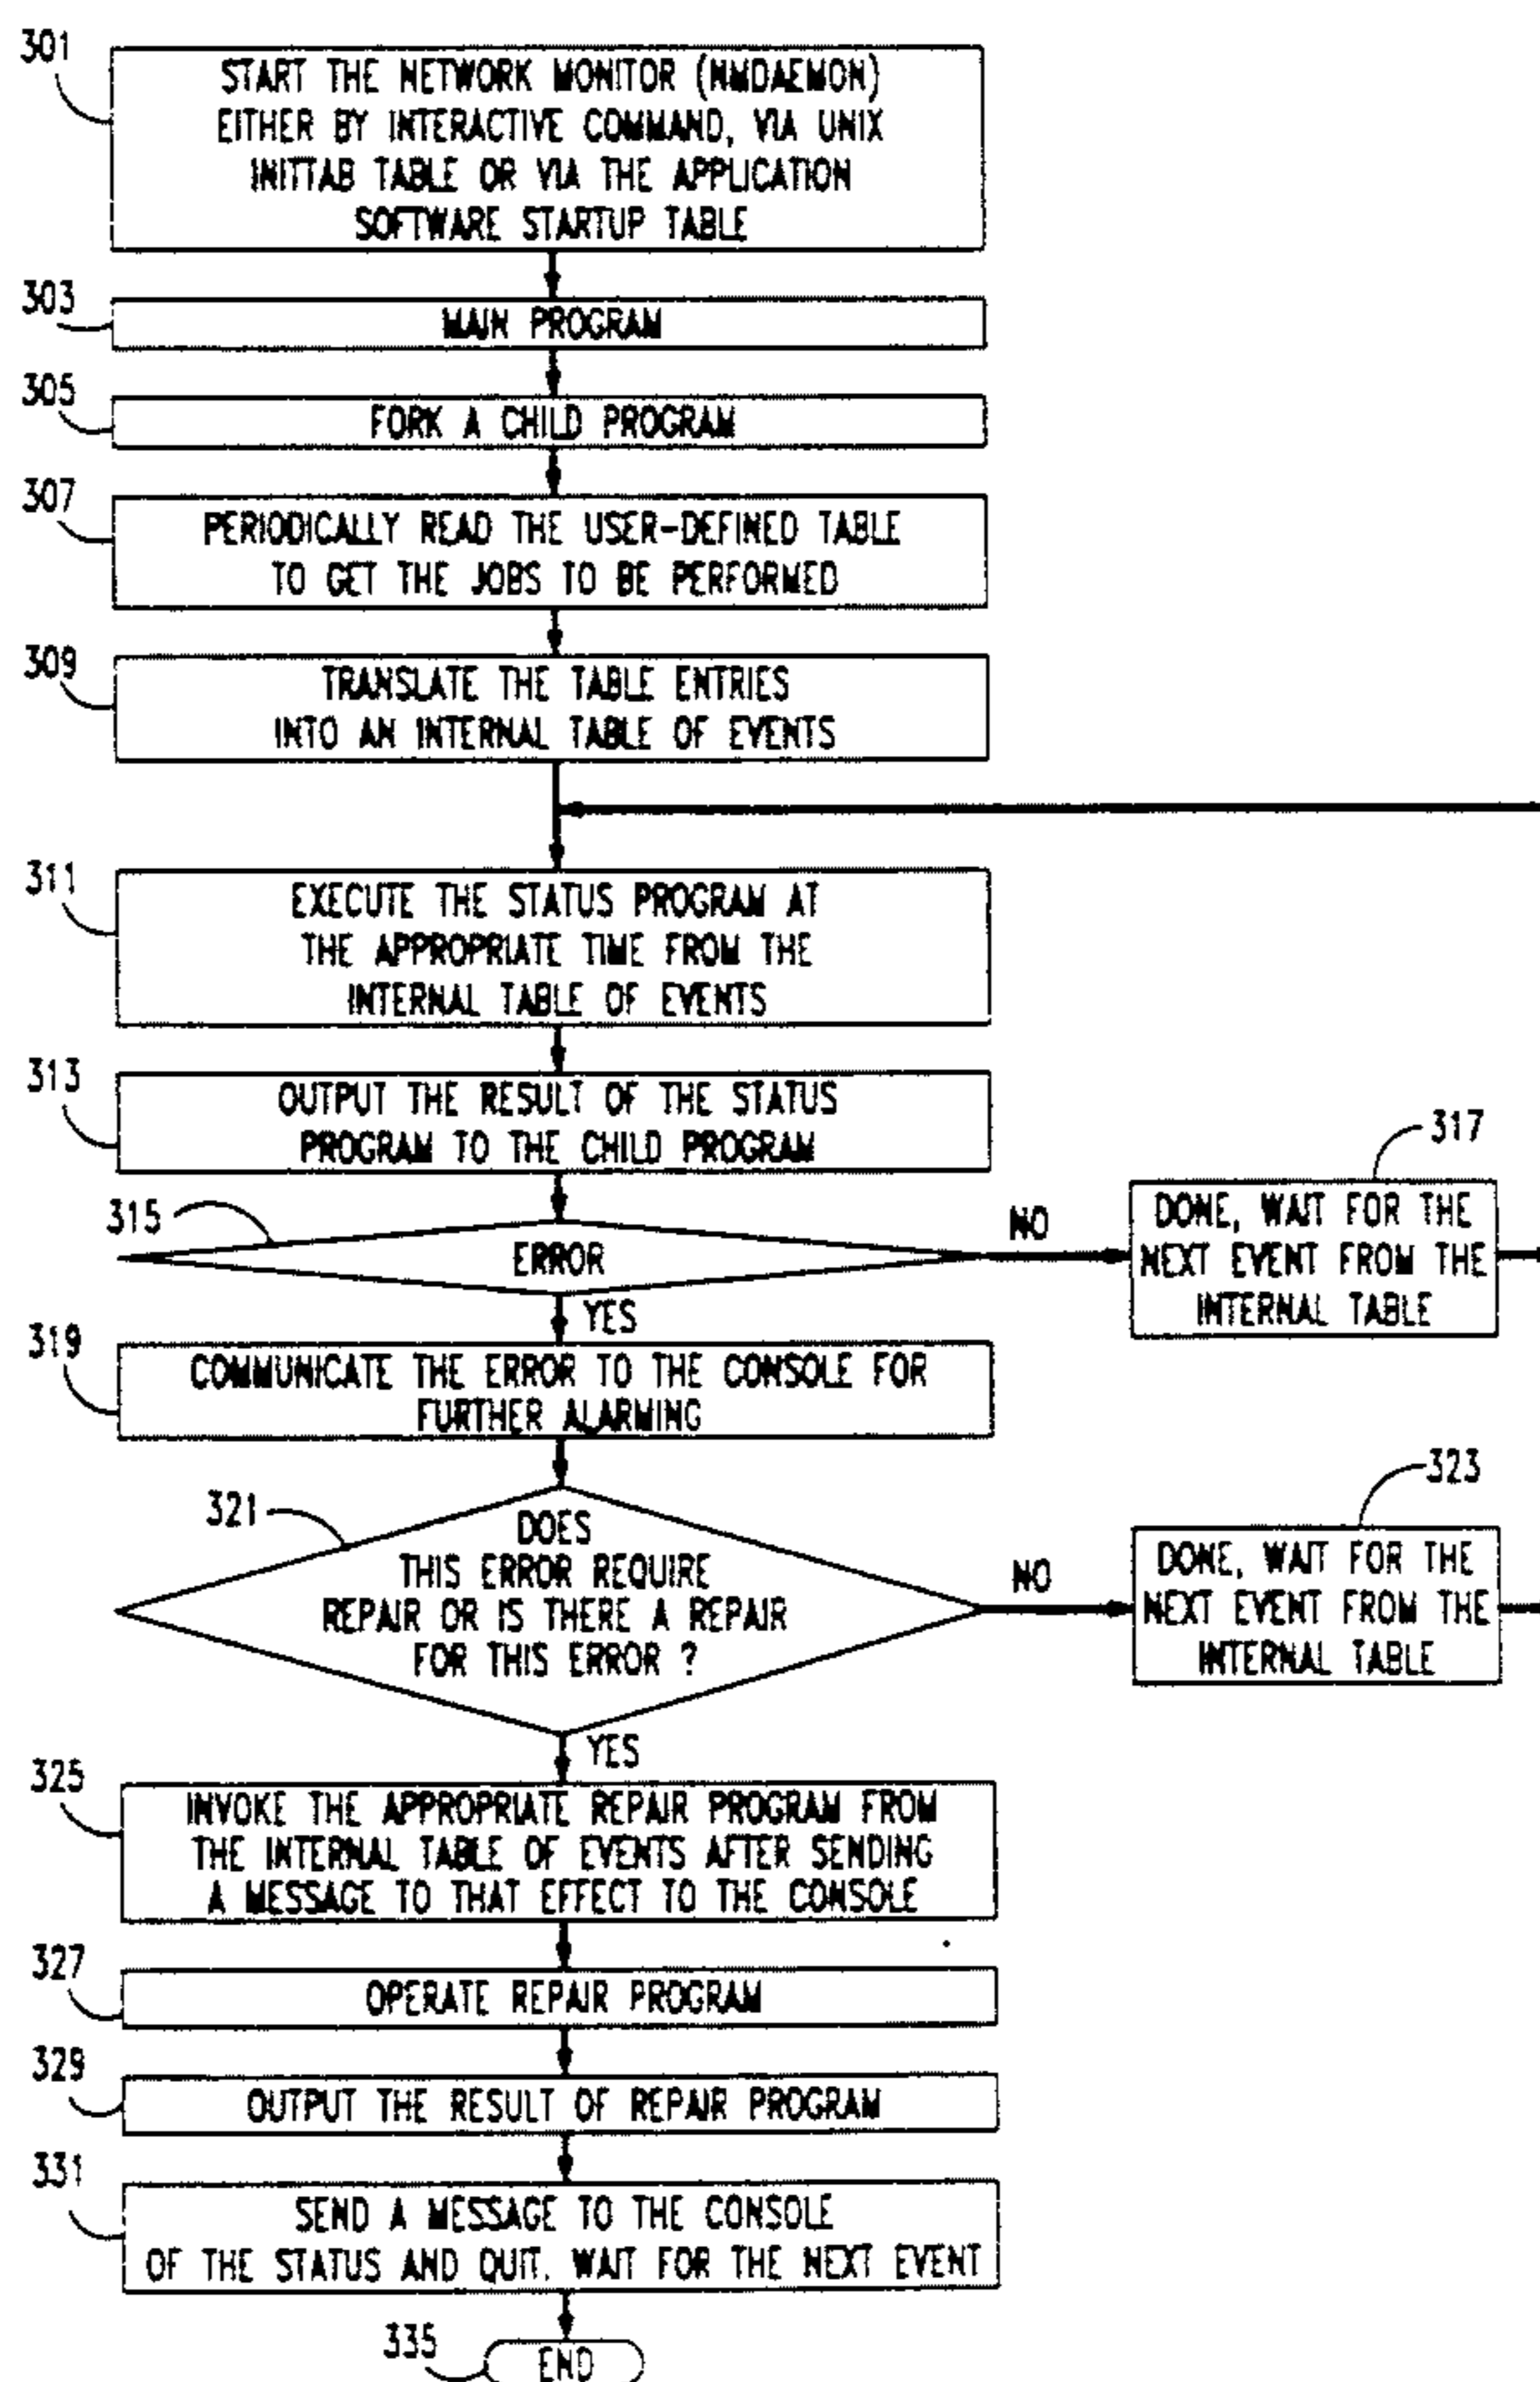 301
START THE NETWORK MONITOR (NMDAEMON)
EITHER BY INTERACTIVE COMMAND, VIA UNIX
INITTAB TABLE OR VIA THE APPLICATION
SOFTWARE STARTUP TABLE
303
MAIN PROGRAM
305
FORK A CHILD PROGRAM
307
PERIODICALLY READ THE USER-DEFINED TABLE
TO GET THE JOBS TO BE PERFORMED
309
TRANSLATE THE TABLE ENTRIES
INTO AN INTERNAL TABLE OF EVENTS
311
EXECUTE THE STATUS PROGRAM AT
THE APPROPRIATE TIME FROM THE
INTERNAL TABLE OF EVENTS
313
OUTPUT THE RESULT OF THE STATUS
PROGRAM TO THE CHILD PROGRAM
315
ERROR
NO
317
DONE, WAIT FOR THE
NEXT EVENT FROM THE
INTERNAL TABLE
YES
319
COMMUNICATE THE ERROR TO THE CONSOLE FOR
FURTHER ALARMING
321
DOES
THIS ERROR REQUIRE
REPAIR OR IS THERE A REPAIR
FOR THIS ERROR ?
NO
323
DONE, WAIT FOR THE
NEXT EVENT FROM THE
INTERNAL TABLE
YES
325
INVOKE THE APPROPRIATE REPAIR PROGRAM FROM
THE INTERNAL TABLE OF EVENTS AFTER SENDING
A MESSAGE TO THAT EFFECT TO THE CONSOLE
327
OPERATE REPAIR PROGRAM
329
OUTPUT THE RESULT OF REPAIR PROGRAM
331
SEND A MESSAGE TO THE CONSOLE
OF THE STATUS AND QUIT. WAIT FOR THE NEXT EVENT
335
END